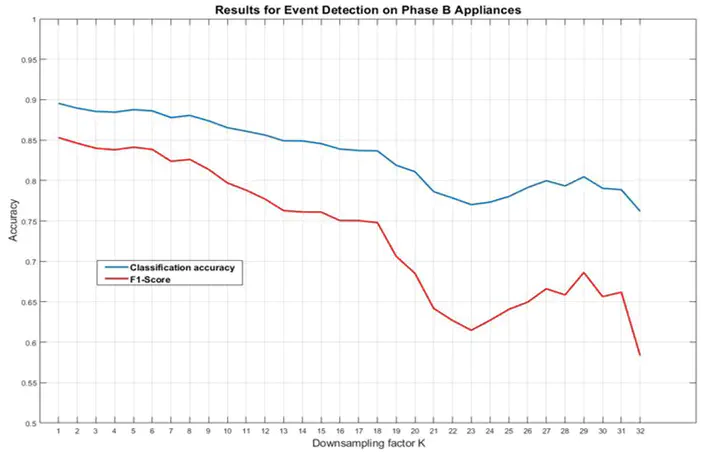 Results for Event Detection on Phase B Appliances
1
0.95
0.9
0.85
0.8
0.75
0.7
0.65
0.6
0.55
0.5
Accuracy
Classification accuracy
F1-Score
1 2 3 4 5 6 7 8 9 10 11 12 13 14 15 16 17 18 19 20 21 22 23 24 25 26 27 28 29 30 31 32
Downsampling factor K